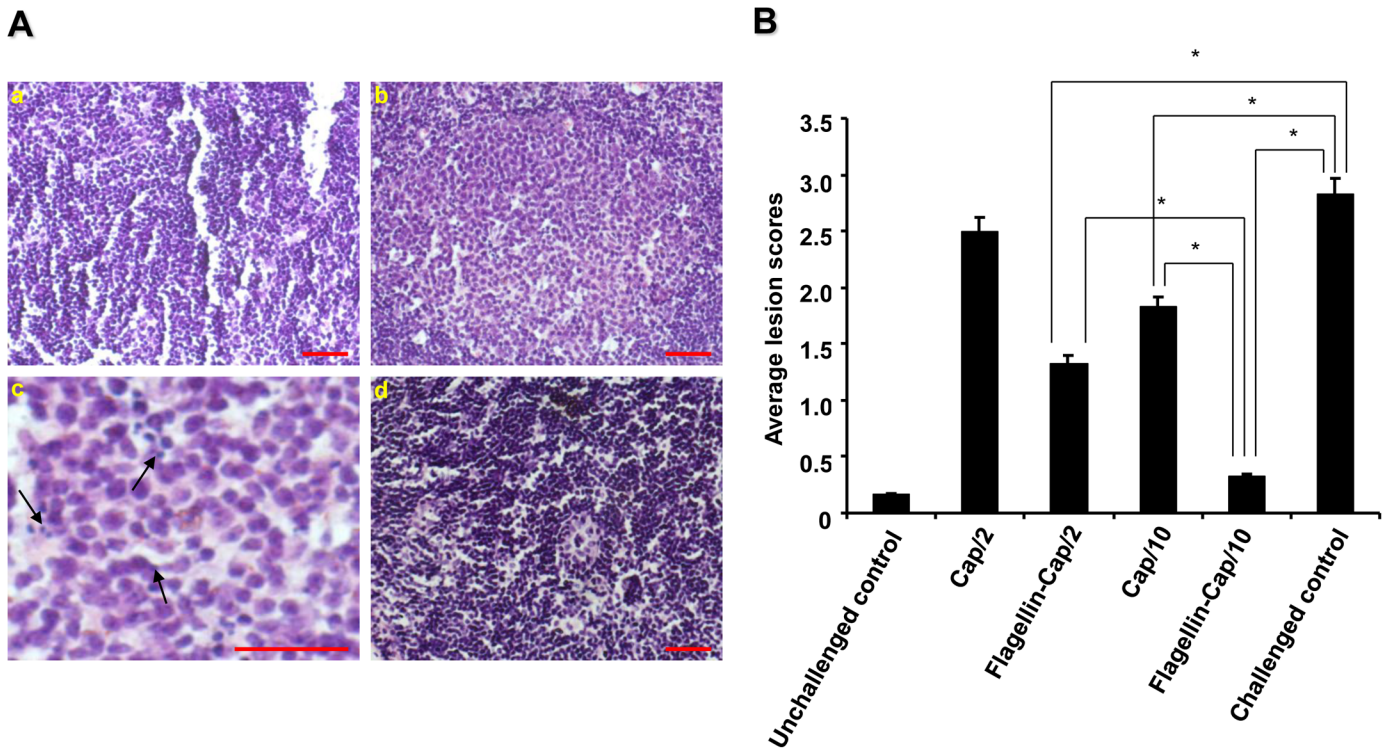 A
B
a
b
c
d
*
*
*
*
*
3.5
3.0
2.5
2.0
1.5
1.0
0.5
0
Average lesion scores
Unchallenged control
Cap/2
Flagellin-Cap/2
Cap/10
Flagellin-Cap/10
Challenged control